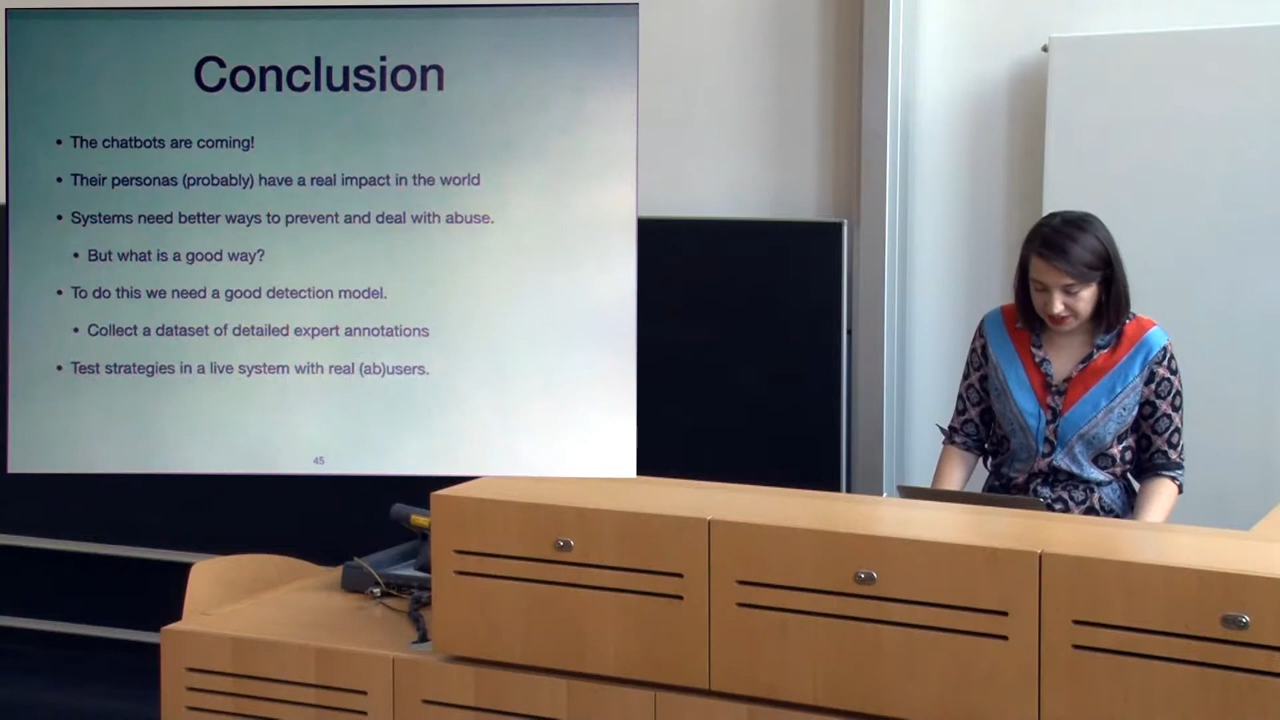 Conclusion
• The chatbots are coming!
• Their personas (probably) have a real impact in the world
• Systems need better ways to prevent and deal with abuse.
• But what is a good way?
• To do this we need a good detection model.
• Collect a dataset of detailed expert annotations
• Test strategies in a live system with real (ab)users.
45